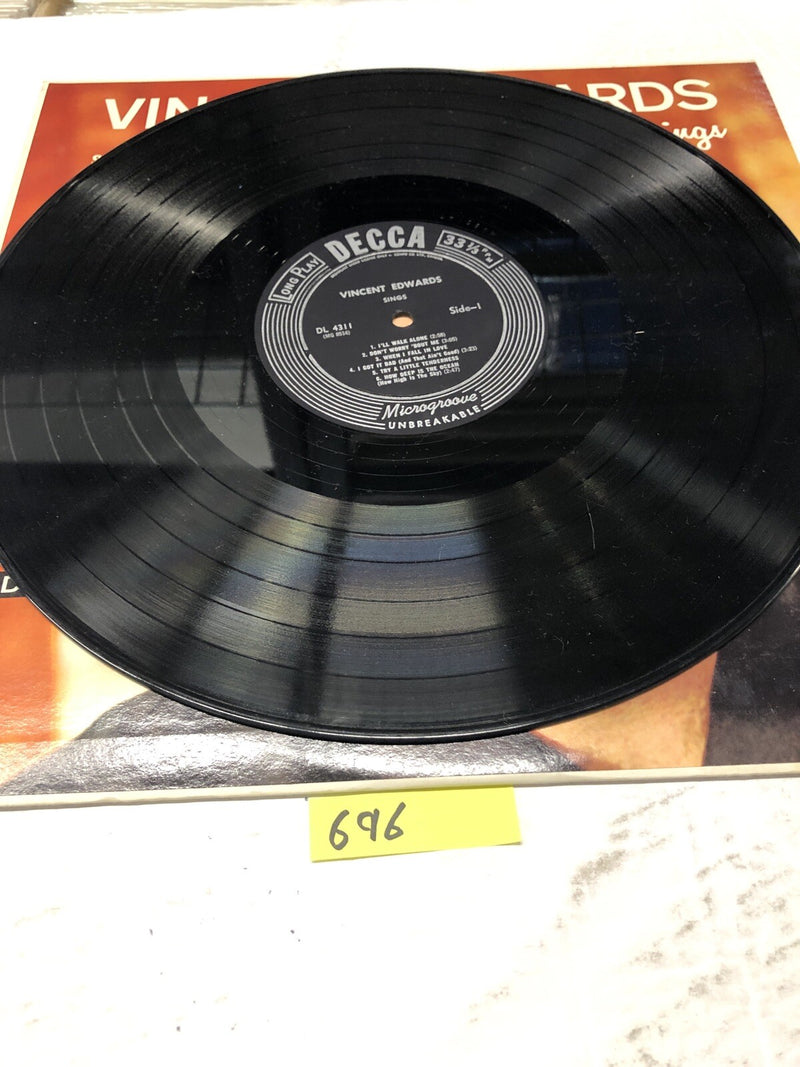 VIN ARDS
ings
DECCA
LONG PLAY
33⅓ RPM
VINCENT EDWARDS
SINGS
DL 4311
Side-1
1. I'LL WALK ALONE (2:58)
2. DON'T WORRY 'BOUT ME (3:05)
3. WHEN I FALL IN LOVE
4. I GOT IT BAD (And That Ain't Good) (3:23)
5. TRY A LITTLE TENDERNESS
6. HOW DEEP IS THE OCEAN
(How High Is The Sky) (2:47)
Microgroove
UNBREAKABLE
D
696